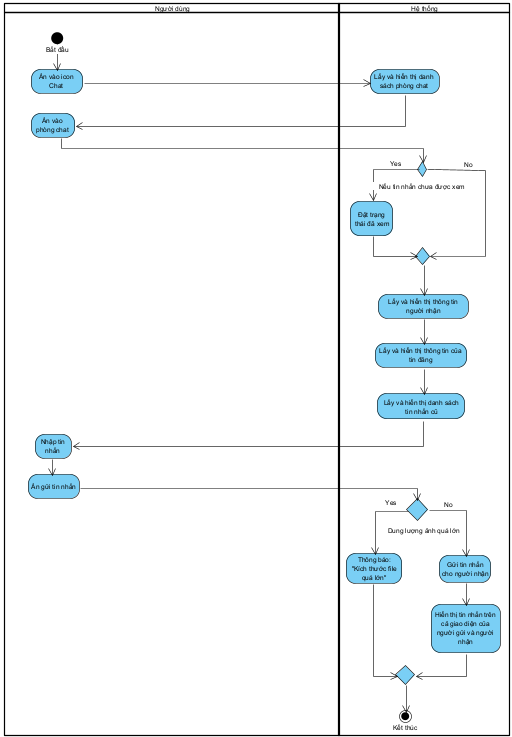 Người dùng
Hệ thống
Bắt đầu
Ấn vào icon
Chat
Lấy và hiển thị danh
sách phòng chat
Ấn vào
phòng chat
Yes
No
Nếu tin nhắn chưa được xem
Đặt trạng
thái đã xem
Lấy và hiển thị thông tin
người nhận
Lấy và hiển thị thông tin của
tin đăng
Lấy và hiển thị danh sách
tin nhắn cũ
Nhập tin
nhắn
Ấn gửi tin nhắn
Yes
No
Dung lượng ảnh quá lớn
Thông báo:
"Kích thước file
quá lớn"
Gửi tin nhắn
cho người nhận
Hiển thị tin nhắn trên
cả giao diện của
người gửi và người
nhận
Kết thúc